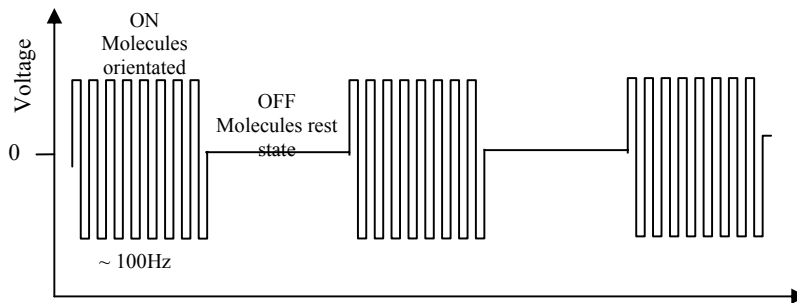 ON
Molecules
orientated
Voltage
OFF
Molecules rest
state
0
~ 100Hz